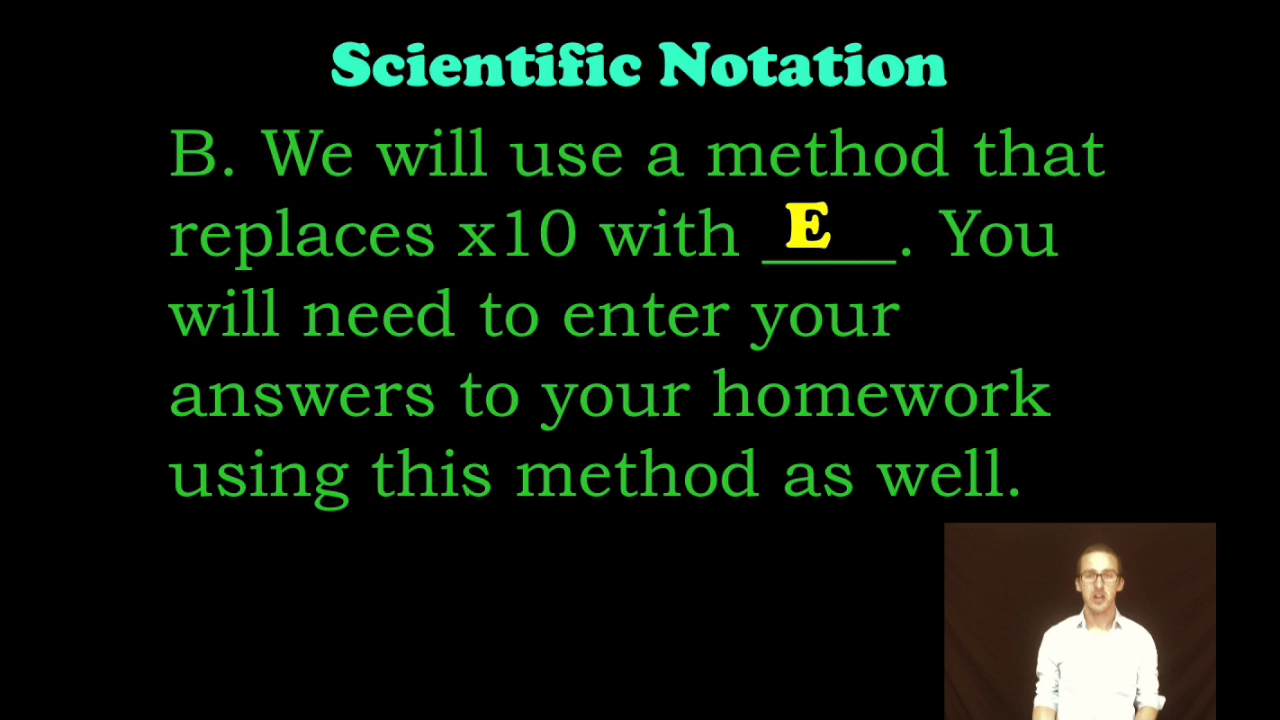 Scientific Notation
B. We will use a method that
replaces x10 with E. You
will need to enter your
answers to your homework
using this method as well.